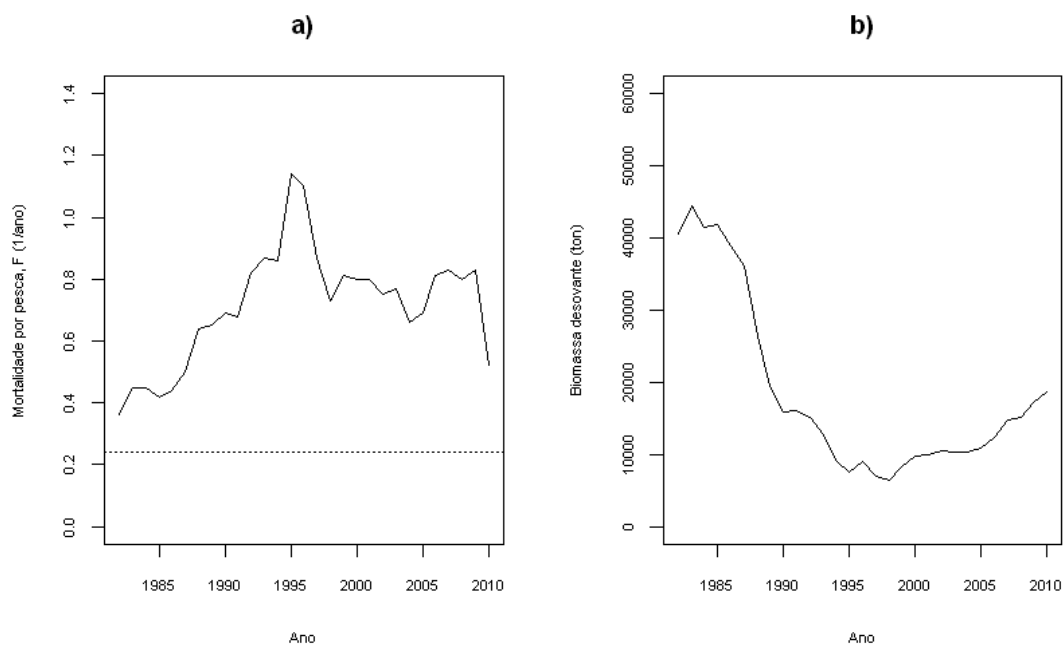 a)
Mortalidade por pesca, F (1/ano)
1.4
1.2
1.0
0.8
0.6
0.4
0.2
0.0
1985 1990 1995 2000 2005 2010
Ano
b)
Biomassa desovante (ton)
60000
50000
40000
30000
20000
10000
0
1985 1990 1995 2000 2005 2010
Ano